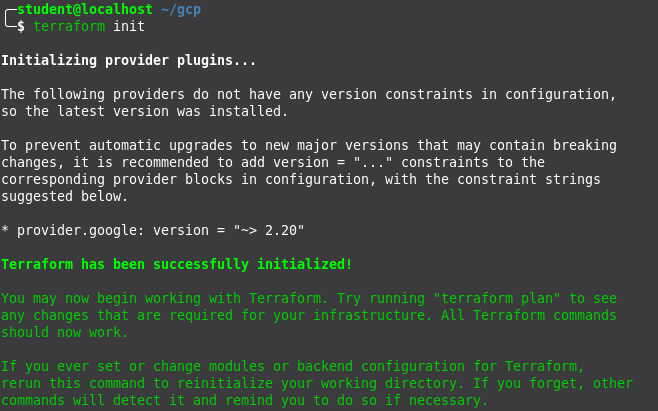 student@localhost ~/gcp
$ terraform init
Initializing provider plugins...
The following providers do not have any version constraints in configuration,
so the latest version was installed.
To prevent automatic upgrades to new major versions that may contain breaking
changes, it is recommended to add version = "..." constraints to the
corresponding provider blocks in configuration, with the constraint strings
suggested below.
* provider.google: version = "~> 2.20"
Terraform has been successfully initialized!
You may now begin working with Terraform. Try running "terraform plan" to see
any changes that are required for your infrastructure. All Terraform commands
should now work.
If you ever set or change modules or backend configuration for Terraform,
rerun this command to reinitialize your working directory. If you forget, other
commands will detect it and remind you to do so if necessary.